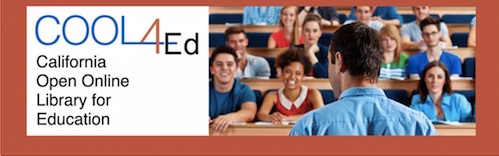 COOL4Ed
California
Open Online
Library for
Education